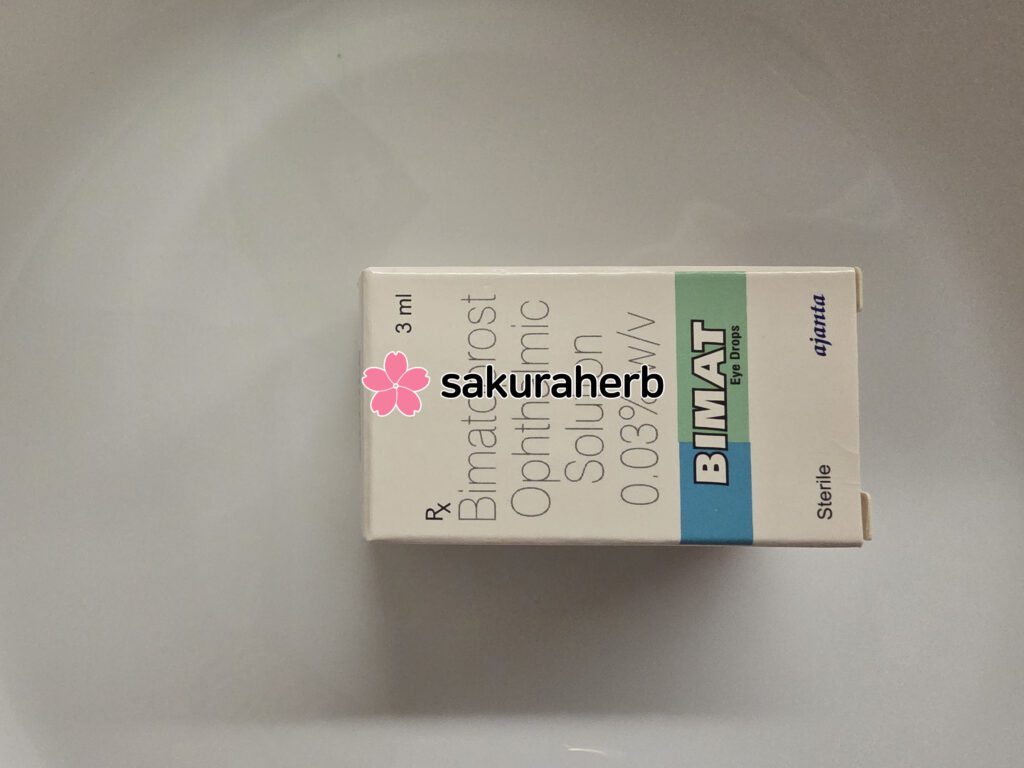 Rx
3 ml
Bimatoprost
Ophthalmic
Solution
0.03% w/v
BIMAT
Eye Drops
Sterile
ajanta
sakuraherb